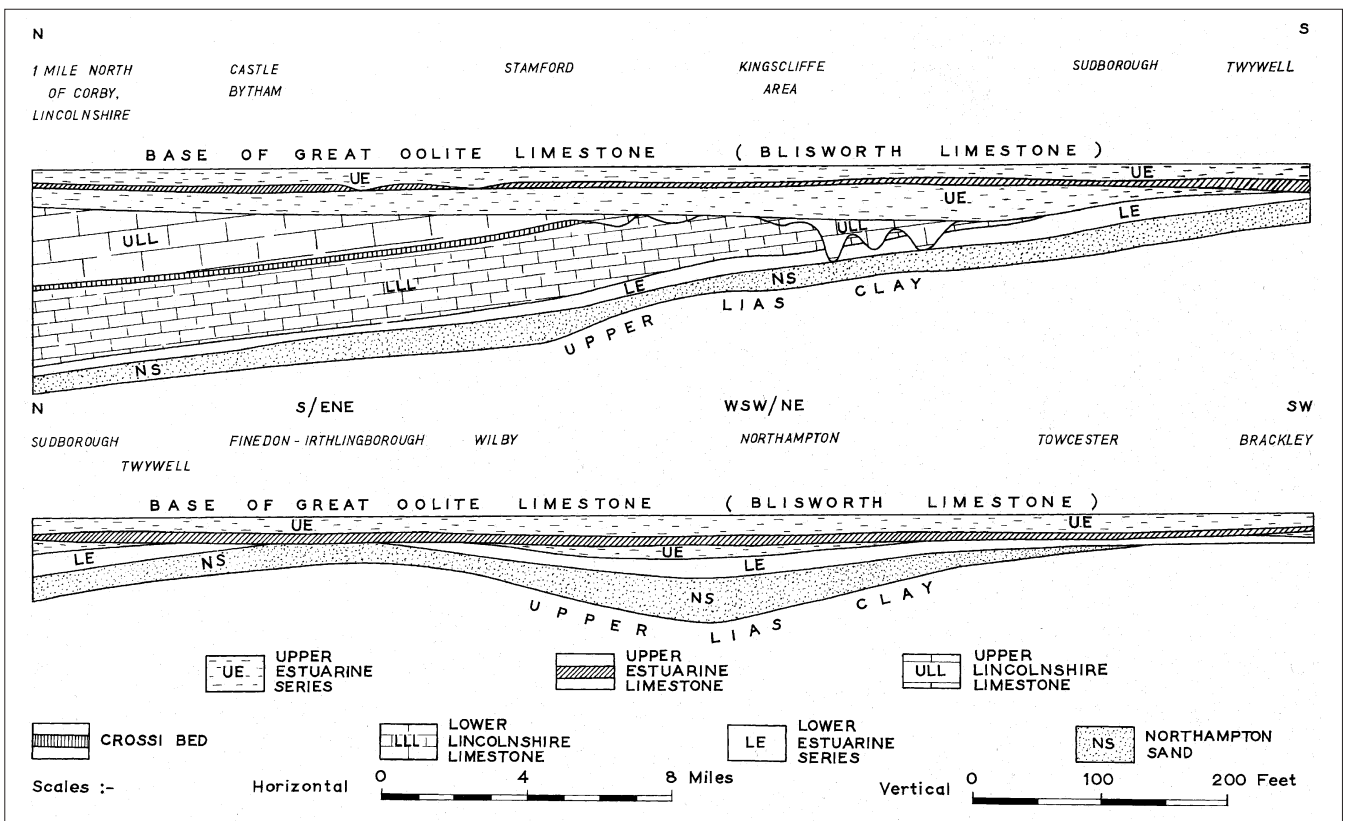 N S
1 MILE NORTH OF CORBY, LINCOLNSHIRE
CASTLE BYTHAM
STAMFORD
KINGSCLIFFE AREA
SUDBOROUGH
TWYWELL
BASE OF GREAT OOLITE LIMESTONE ( BLISWORTH LIMESTONE )
UE
UE
UE
LE
ULL
ULL
LLL
LE
NS
NS
UPPER LIAS CLAY
N S/ENE WSW/NE SW
SUDBOROUGH
TWYWELL
FINEDON - IRTHLINGBOROUGH
WILBY
NORTHAMPTON
TOWCESTER
BRACKLEY
BASE OF GREAT OOLITE LIMESTONE ( BLISWORTH LIMESTONE )
UE
UE
UE
LE
LE
NS
NS
UPPER LIAS CLAY
UE
UPPER
ESTUARINE
SERIES
UPPER
ESTUARINE
LIMESTONE
ULL
UPPER
LINCOLNSHIRE
LIMESTONE
CROSSI BED
LLL
LOWER
LINCOLNSHIRE
LIMESTONE
LE
LOWER
ESTUARINE
SERIES
NS
NORTHAMPTON
SAND
Scales :-
Horizontal 0 4 8 Miles
Vertical 0 100 200 Feet